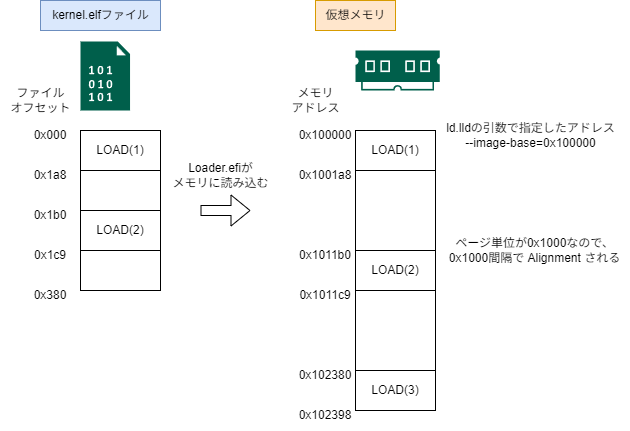 kernel.elfファイル
仮想メモリ
101
010
101
ファイル
オフセット
メモリ
アドレス
0x000
LOAD(1)
0x1a8
0x1b0
LOAD(2)
0x1c9
0x380
Loader.efiが
メモリに読み込む
0x100000
LOAD(1)
0x1001a8
0x1011b0
LOAD(2)
0x1011c9
0x102380
LOAD(3)
0x102398
ld.lldの引数で指定したアドレス
--image-base=0x100000
ページ単位が0x1000なので、
0x1000間隔で Alignment される